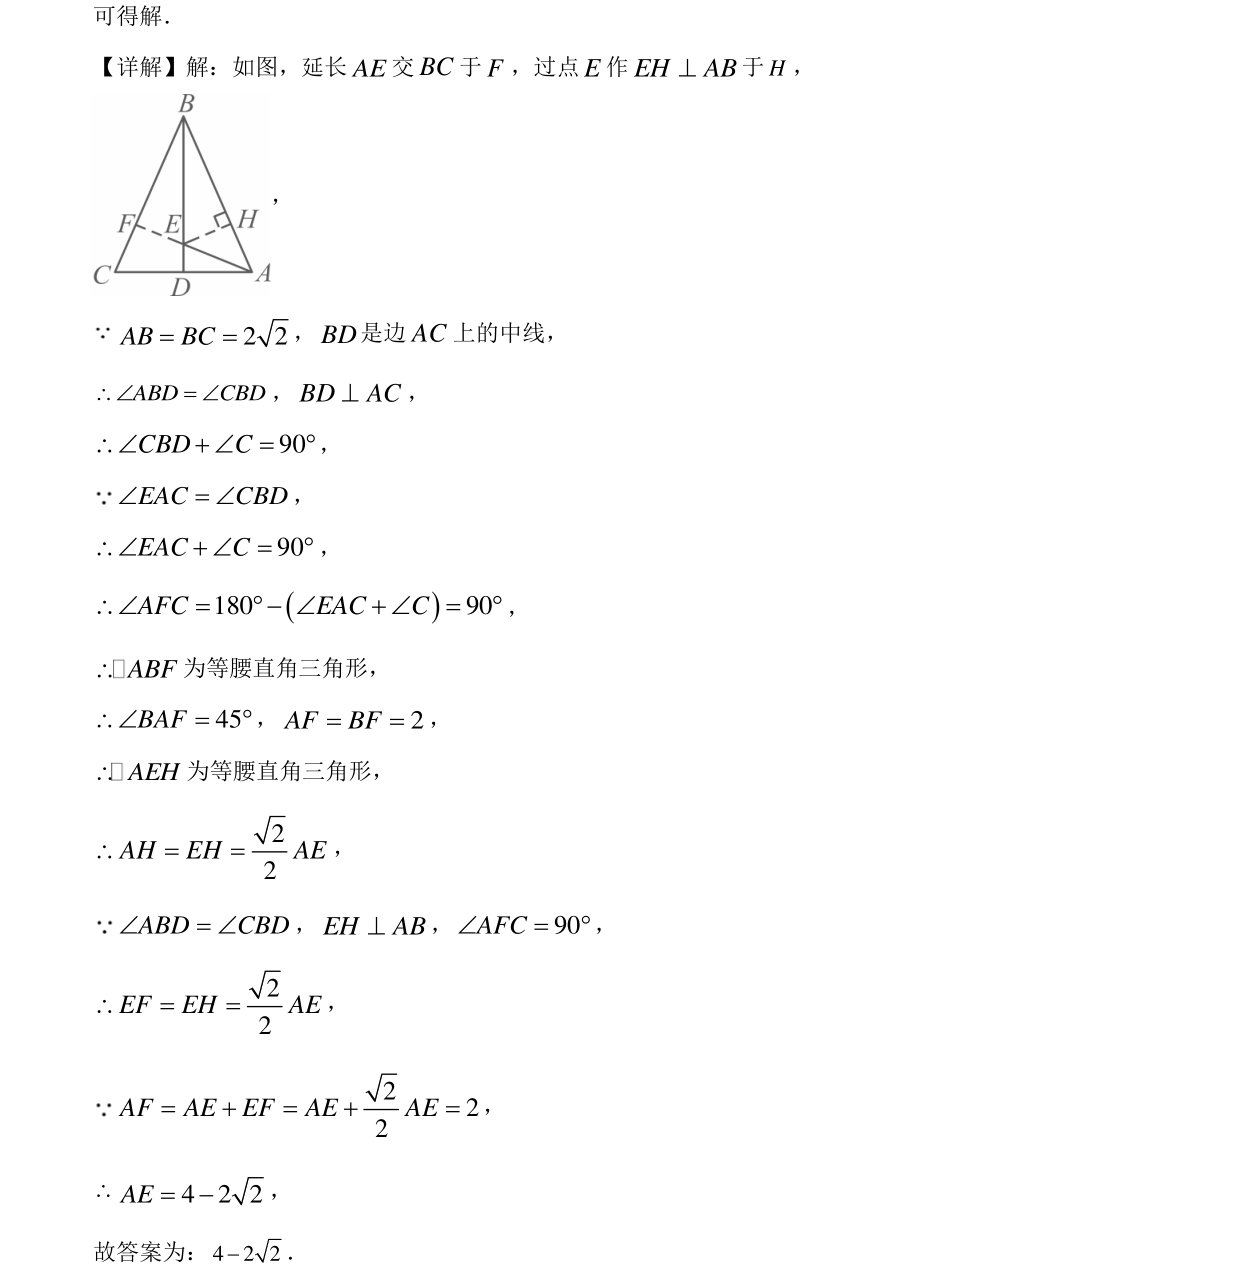 可得解.
【详解】解：如图，延长AE交BC于F，过点E作EH⊥AB于H，
B
F E H
C D A
，
∵ AB=BC=2√2，BD是边AC上的中线，
∴∠ABD=∠CBD，BD⊥AC，
∴∠CBD+∠C=90°，
∵∠EAC=∠CBD，
∴∠EAC+∠C=90°，
∴∠AFC=180°-(∠EAC+∠C)=90°，
∴□ABF为等腰直角三角形，
∴∠BAF=45°，AF=BF=2，
∴□AEH为等腰直角三角形，
∴AH=EH=√2/2 AE，
∵∠ABD=∠CBD，EH⊥AB，∠AFC=90°，
∴EF=EH=√2/2 AE，
∵AF=AE+EF=AE+√2/2 AE=2，
∴ AE=4-2√2，
故答案为：4-2√2.